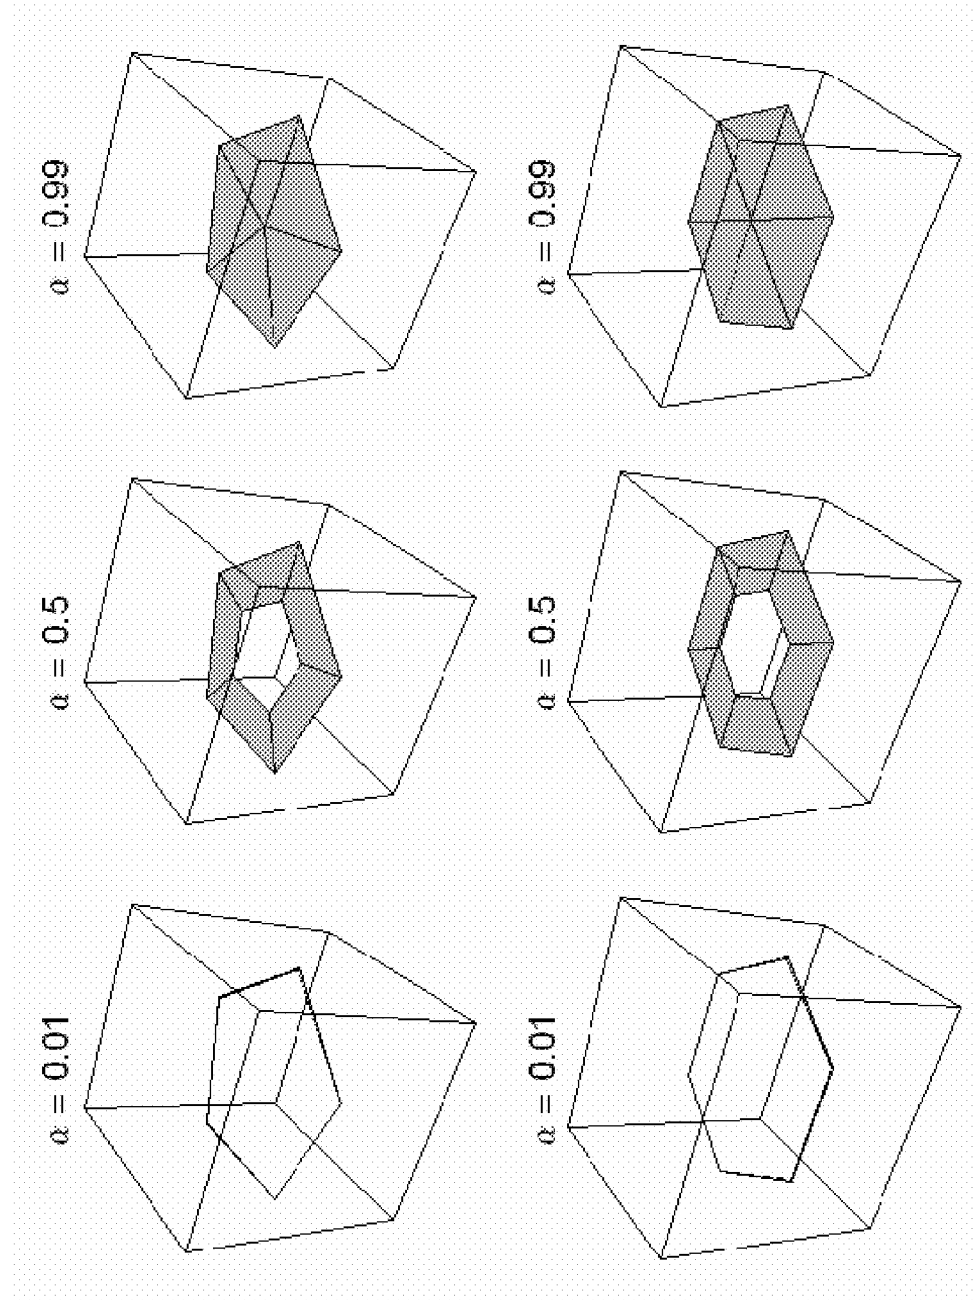 α = 0.01
α = 0.5
α = 0.99
α = 0.01
α = 0.5
α = 0.99